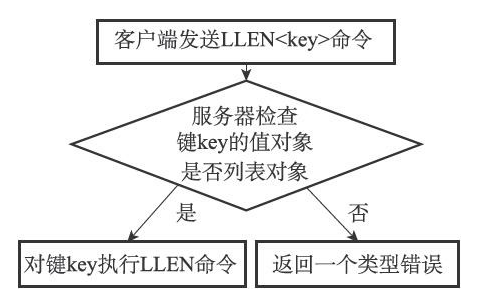 客户端发送LLEN<key>命令
服务器检查
键key的值对象
是否列表对象
是
否
对键key执行LLEN命令
返回一个类型错误